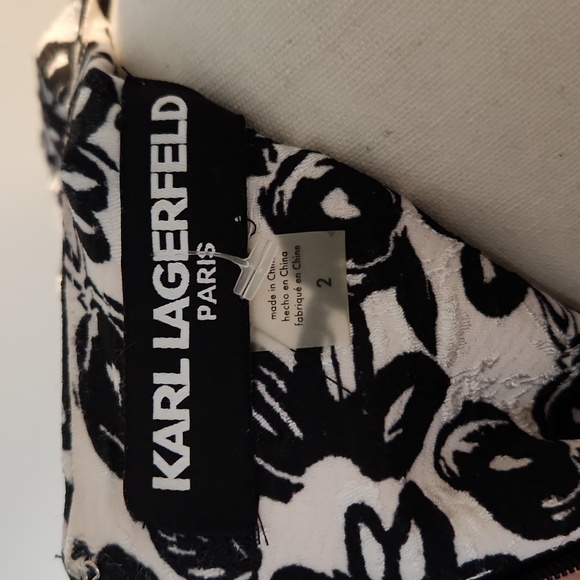 KARL LAGERFELD
PARIS
made in China
hecho en China
fabriqué en Chine
2